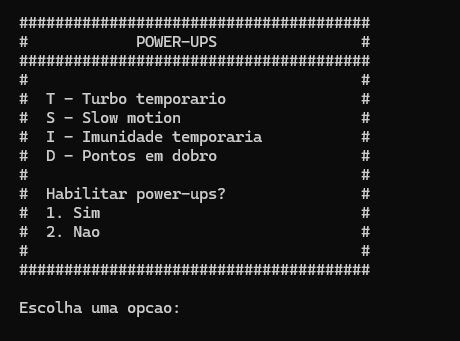 #######################################
#            POWER-UPS                #
#######################################
#                                     #
#  T - Turbo temporario               #
#  S - Slow motion                    #
#  I - Imunidade temporaria           #
#  D - Pontos em dobro                #
#                                     #
#  Habilitar power-ups?               #
#  1. Sim                             #
#  2. Nao                             #
#                                     #
#######################################
Escolha uma opcao: